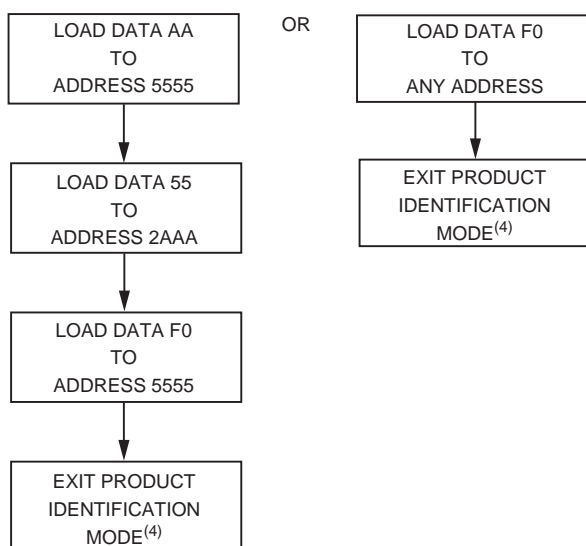 LOAD DATA AA
TO
ADDRESS 5555
LOAD DATA 55
TO
ADDRESS 2AAA
LOAD DATA F0
TO
ADDRESS 5555
EXIT PRODUCT
IDENTIFICATION
MODE(4)
OR
LOAD DATA F0
TO
ANY ADDRESS
EXIT PRODUCT
IDENTIFICATION
MODE(4)